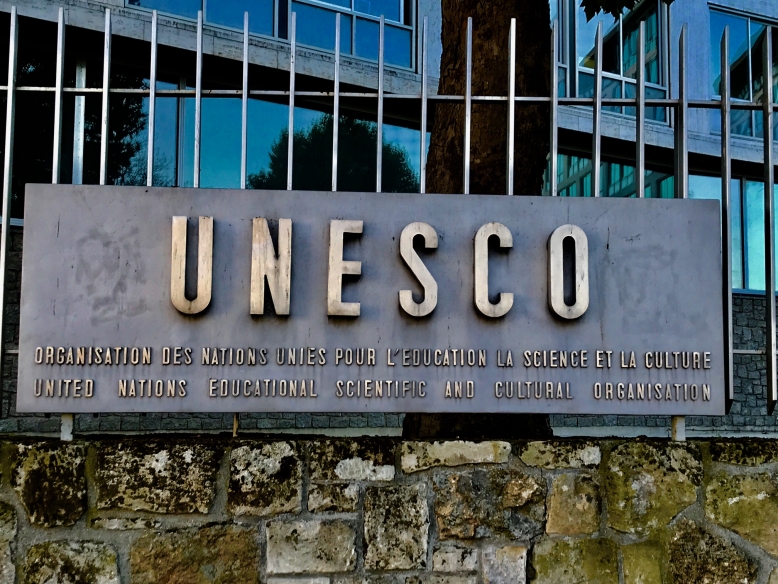 UNESCO
ORGANISATION DES NATIONS UNIES POUR L'EDUCATION LA SCIENCE ET LA CULTURE
UNITED NATIONS EDUCATIONAL SCIENTIFIC AND CULTURAL ORGANISATION